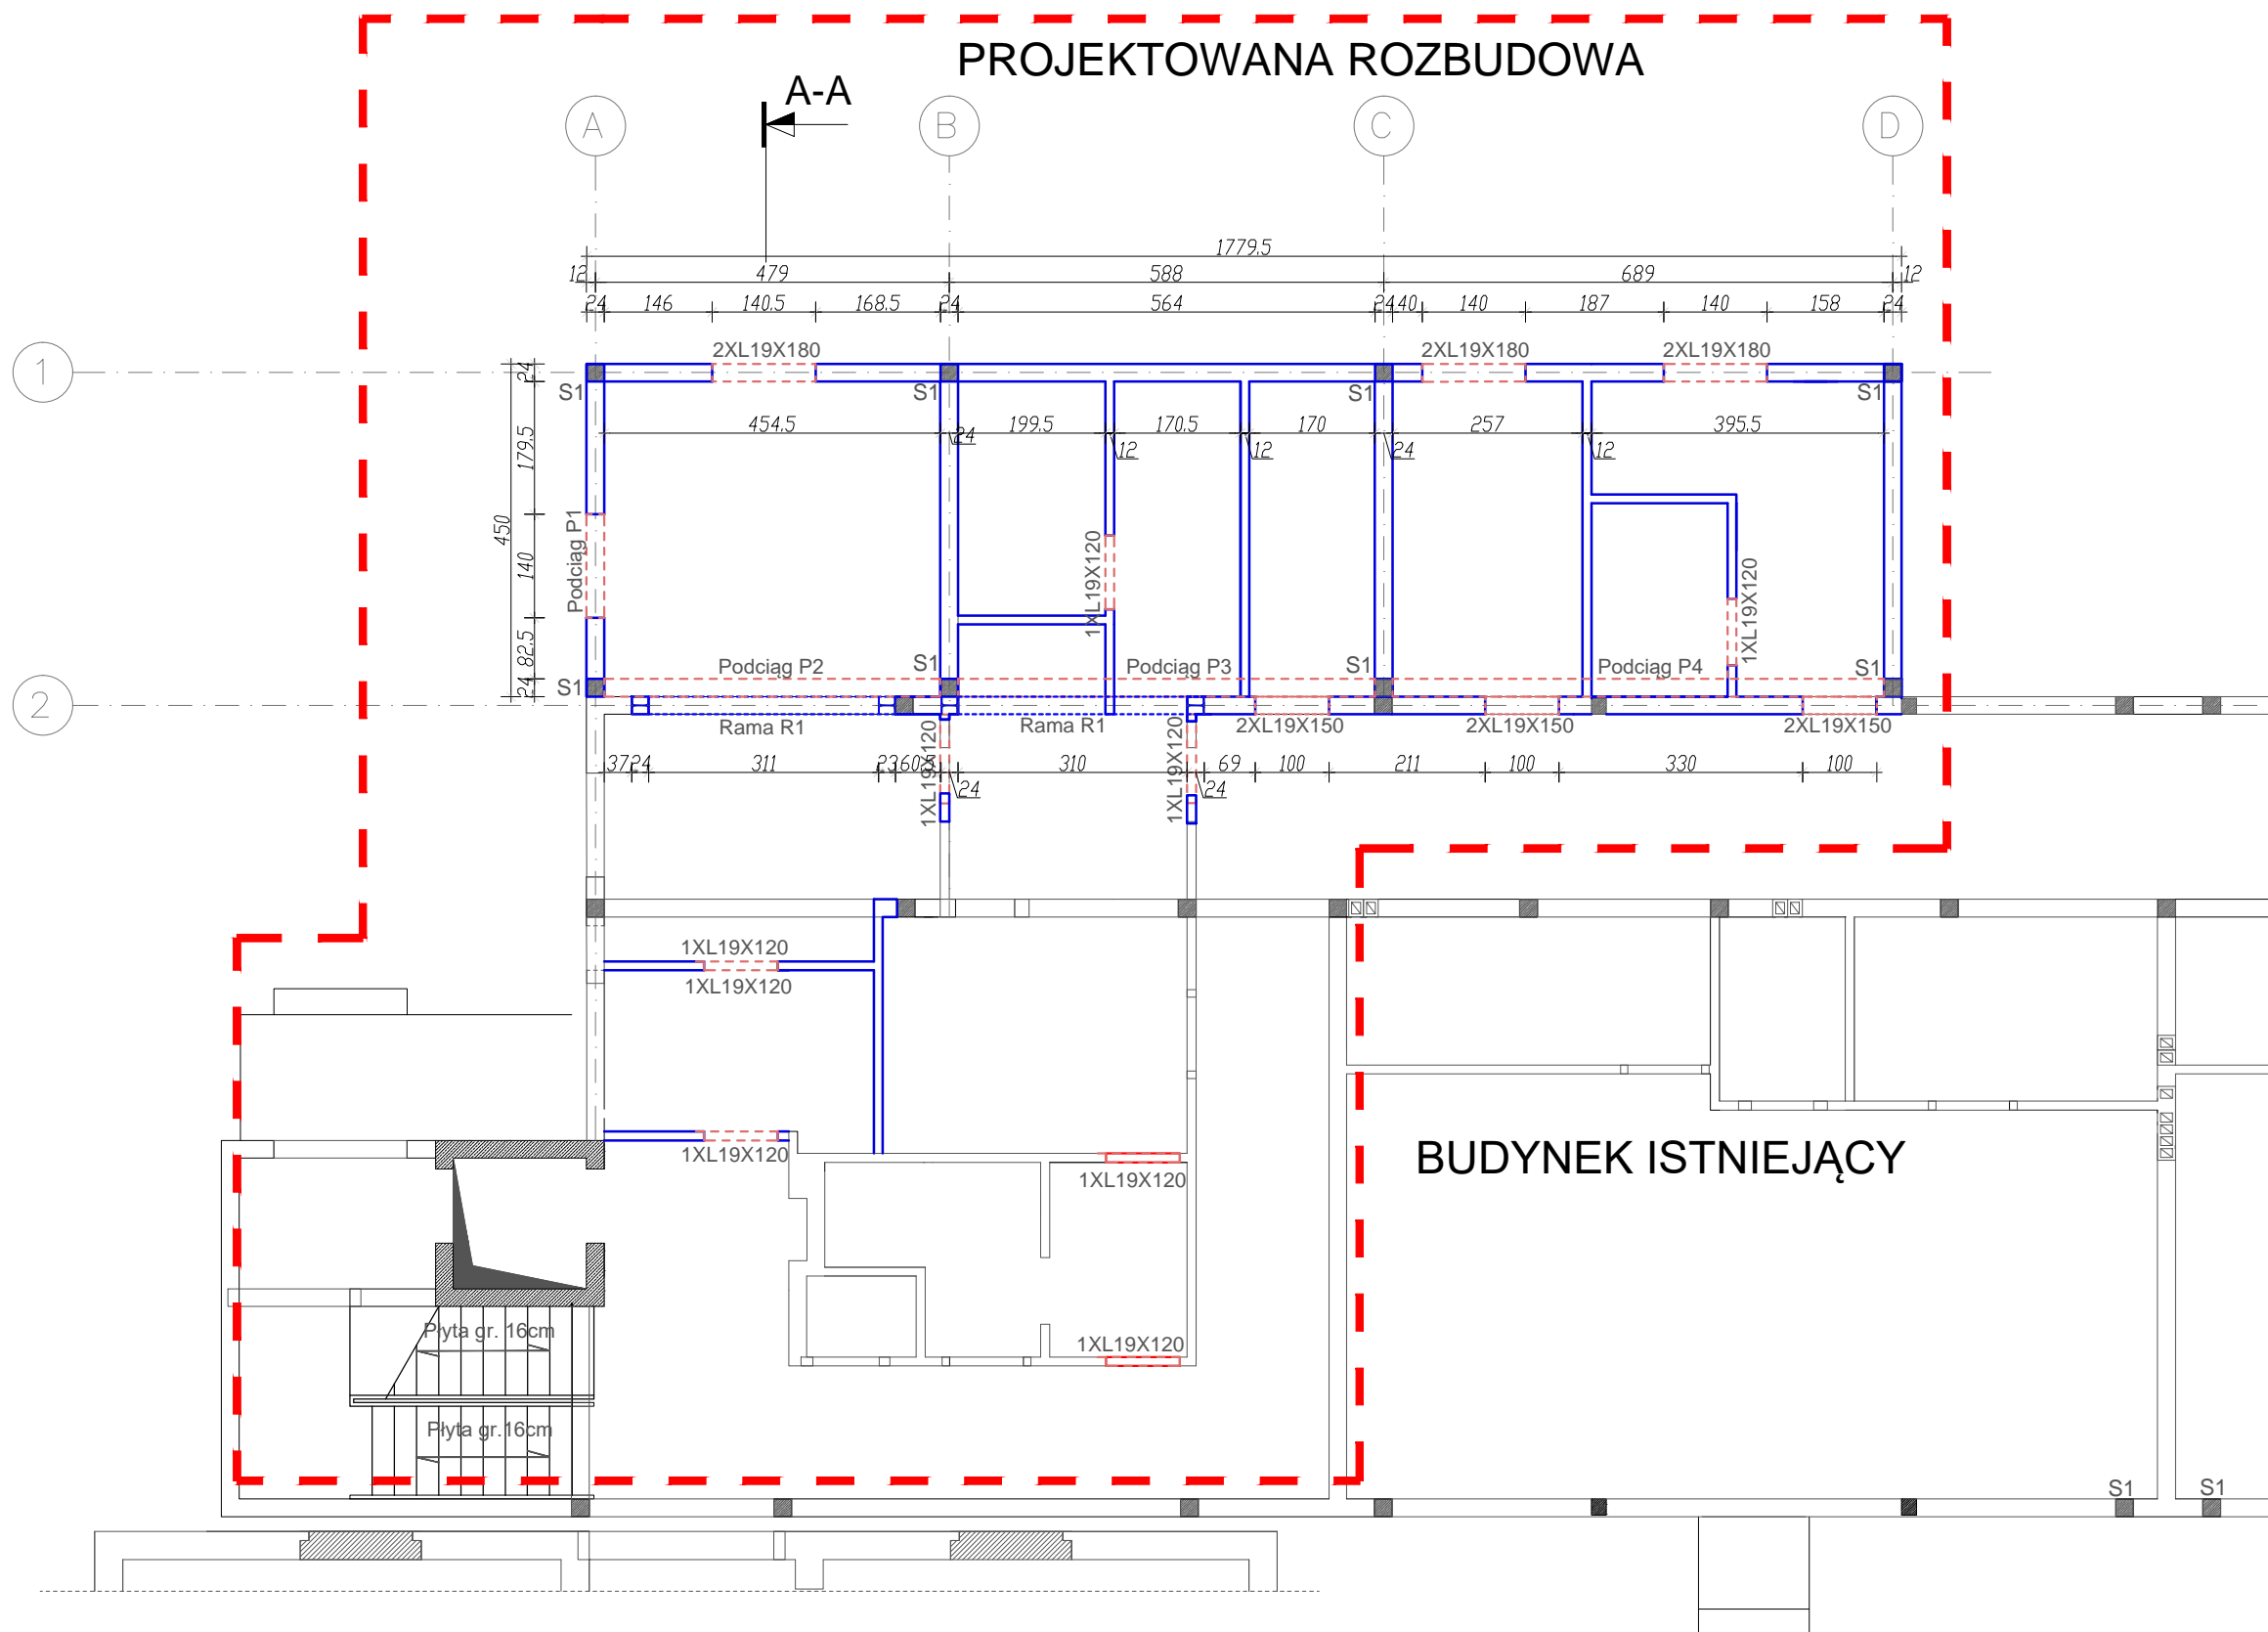 PROJEKTOWANA ROZBUDOWA
A-A
A
B
C
D
1779.5
12
479
588
689
12
24
146
140.5
168.5
24
564
24
40
140
187
140
158
24
1
2XL19X180
2XL19X180
2XL19X180
24
S1
S1
S1
S1
454.5
24
199.5
12
170.5
12
170
24
257
12
395.5
179.5
450
140
Podciąg P1
1XL19X120
1XL19X120
82.5
24
S1
Podciąg P2
S1
Podciąg P3
S1
Podciąg P4
S1
2
Rama R1
Rama R1
2XL19X150
2XL19X150
2XL19X150
1XL19X120
1XL19X120
37
24
311
23
60.5
24
310
24
69
100
211
100
330
100
1XL19X120
1XL19X120
1XL19X120
1XL19X120
1XL19X120
BUDYNEK ISTNIEJĄCY
Płyta gr. 16cm
Płyta gr.16cm
S1
S1